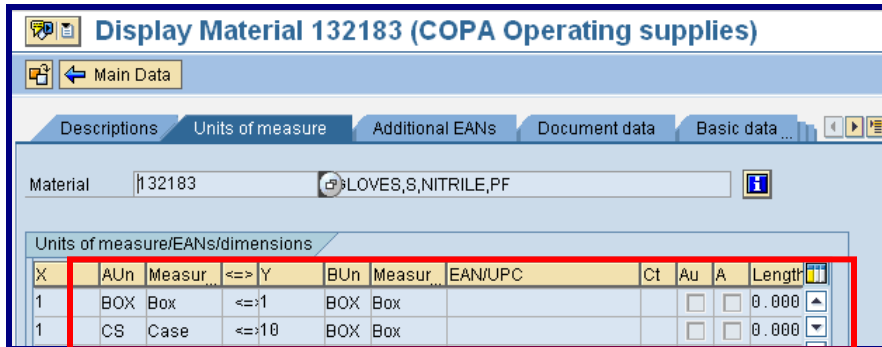 Display Material 132183 (COPA Operating supplies)
Main Data
Descriptions Units of measure Additional EANs Document data Basic data ...
Material 132183 LOVES,S,NITRILE,PF
Units of measure/EANs/dimensions
X AUn Measur... <=> Y BUn Measur... EAN/UPC Ct Au A Length
1 BOX Box <=> 1 BOX Box 0.000
1 CS Case <=> 10 BOX Box 0.000